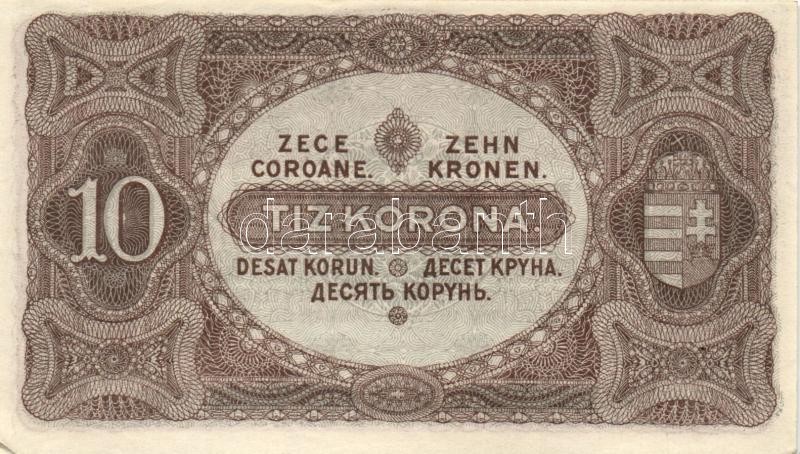 ZECE
COROANE.
ZEHN
KRONEN.
10
TIZ KORONA.
DESAT KORUN.
ДЕСЕТ КРУНА.
ДЕСЯТЬ КОРУНЬ.
darabanth